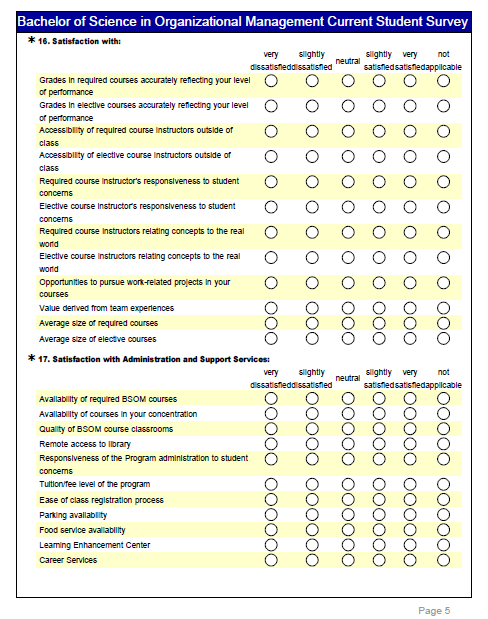 Bachelor of Science in Organizational Management Current Student Survey
* 16. Satisfaction with:
very slightly slightly very not
dissatisfied dissatisfied neutral satisfied satisfied applicable
Grades in required courses accurately reflecting your level
of performance
Grades in elective courses accurately reflecting your level
of performance
Accessibility of required course instructors outside of
class
Accessibility of elective course instructors outside of
class
Required course instructor's responsiveness to student
concerns
Elective course instructor's responsiveness to student
concerns
Required course instructors relating concepts to the real
world
Elective course instructors relating concepts to the real
world
Opportunities to pursue work-related projects in your
courses
Value derived from team experiences
Average size of required courses
Average size of elective courses
* 17. Satisfaction with Administration and Support Services:
very slightly slightly very not
dissatisfied dissatisfied neutral satisfied satisfied applicable
Availability of required BSOM courses
Availability of courses in your concentration
Quality of BSOM course classrooms
Remote access to library
Responsiveness of the Program administration to student
concerns
Tuition/fee level of the program
Ease of class registration process
Parking availability
Food service availability
Learning Enhancement Center
Career Services
Page 5